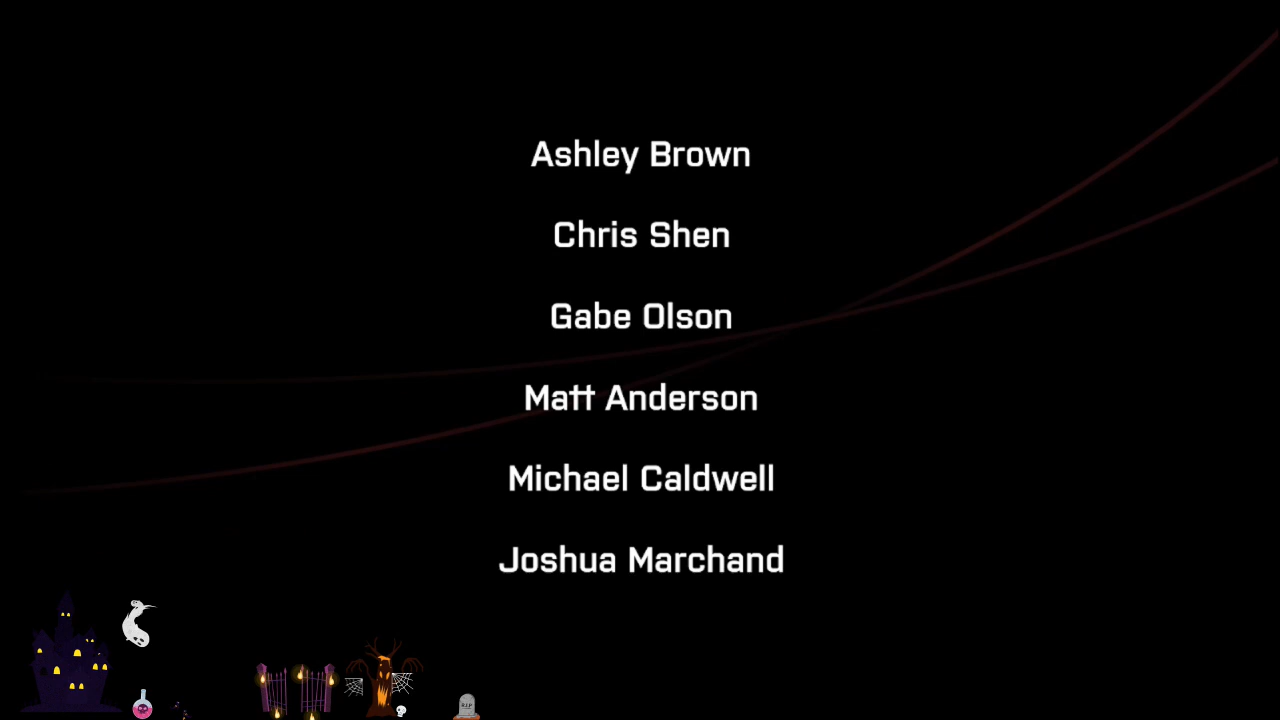 Ashley Brown
Chris Shen
Gabe Olson
Matt Anderson
Michael Caldwell
Joshua Marchand
R.I.P